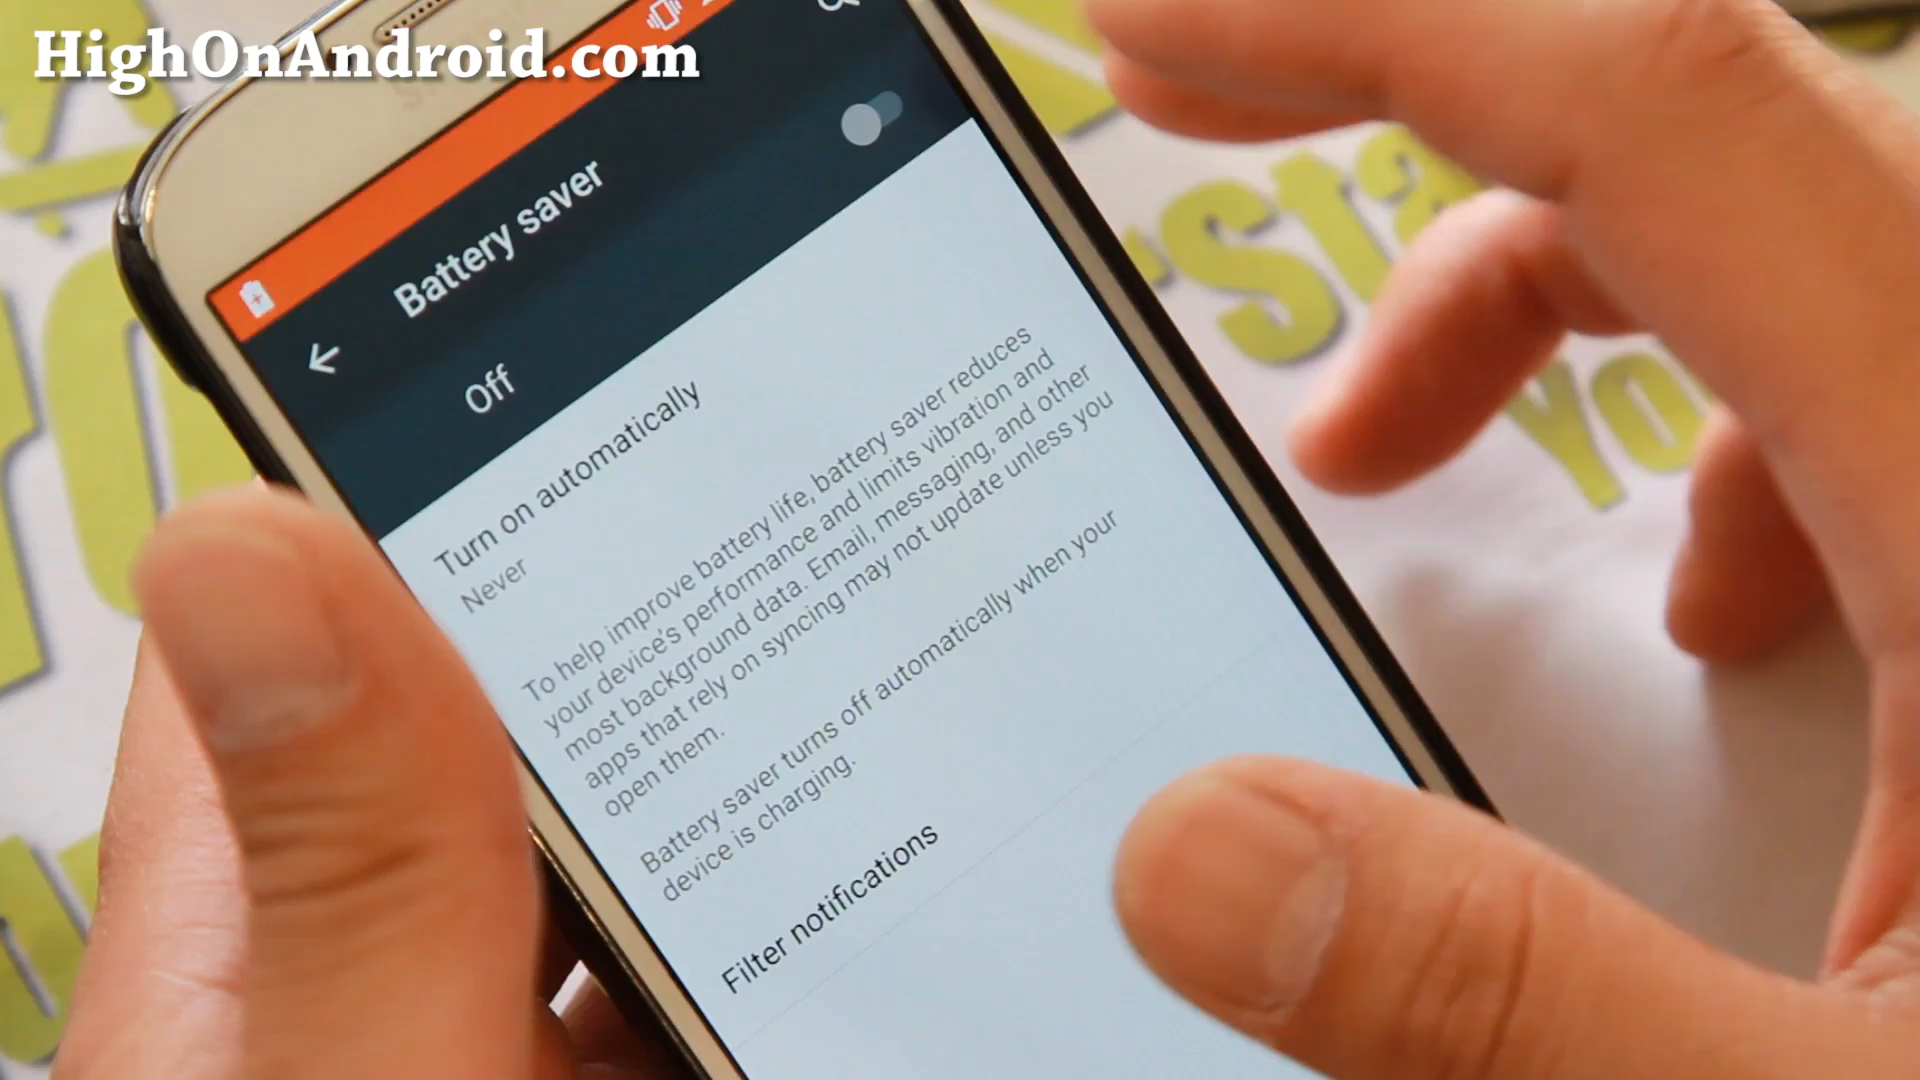 HighOnAndroid.com
Battery saver
Off
Turn on automatically
Never
To help improve battery life, battery saver reduces
your device's performance and limits vibration and
most background data. Email, messaging, and other
apps that rely on syncing may not update unless you
open them.
Battery saver turns off automatically when your
device is charging.
Filter notifications